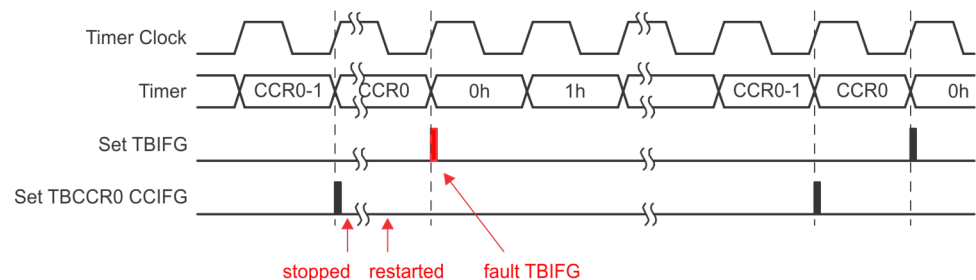 Timer Clock
Timer CCR0-1 CCR0 0h 1h CCR0-1 CCR0 0h
Set TBIFG
Set TBCCR0 CCIFG
stopped restarted fault TBIFG